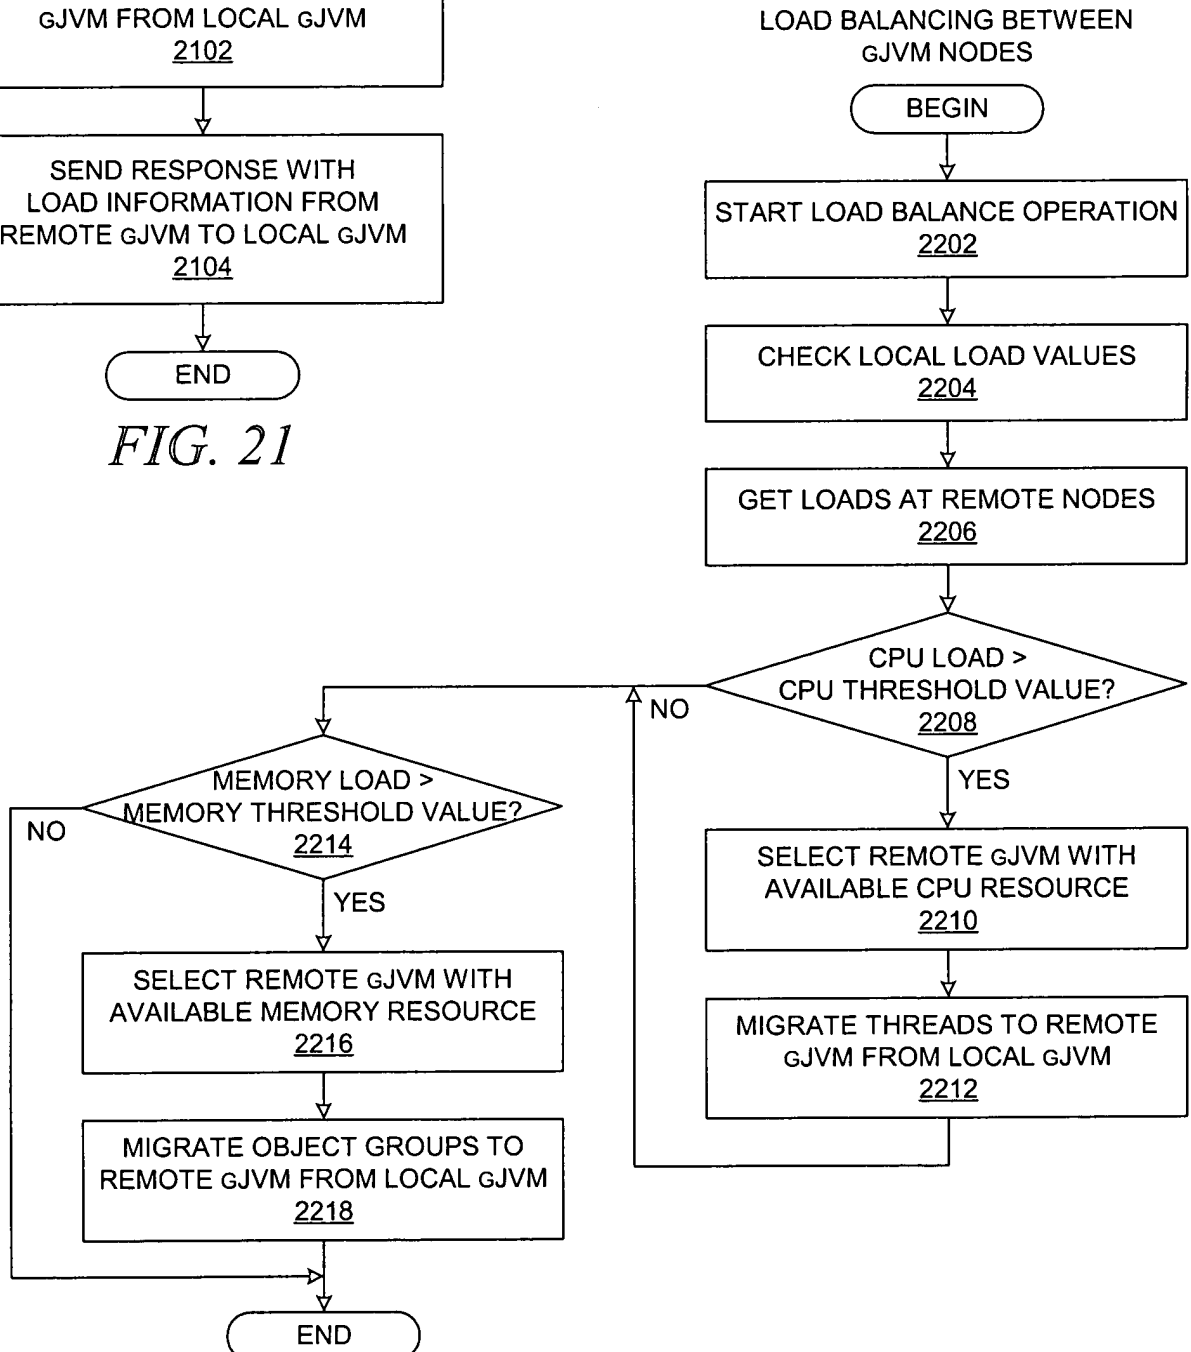 GJVM FROM LOCAL GJVM
2102
SEND RESPONSE WITH
LOAD INFORMATION FROM
REMOTE GJVM TO LOCAL GJVM
2104
END
FIG. 21
LOAD BALANCING BETWEEN
GJVM NODES
BEGIN
START LOAD BALANCE OPERATION
2202
CHECK LOCAL LOAD VALUES
2204
GET LOADS AT REMOTE NODES
2206
CPU LOAD >
CPU THRESHOLD VALUE?
2208
NO
YES
SELECT REMOTE GJVM WITH
AVAILABLE CPU RESOURCE
2210
MIGRATE THREADS TO REMOTE
GJVM FROM LOCAL GJVM
2212
MEMORY LOAD >
MEMORY THRESHOLD VALUE?
2214
NO
YES
SELECT REMOTE GJVM WITH
AVAILABLE MEMORY RESOURCE
2216
MIGRATE OBJECT GROUPS TO
REMOTE GJVM FROM LOCAL GJVM
2218
END